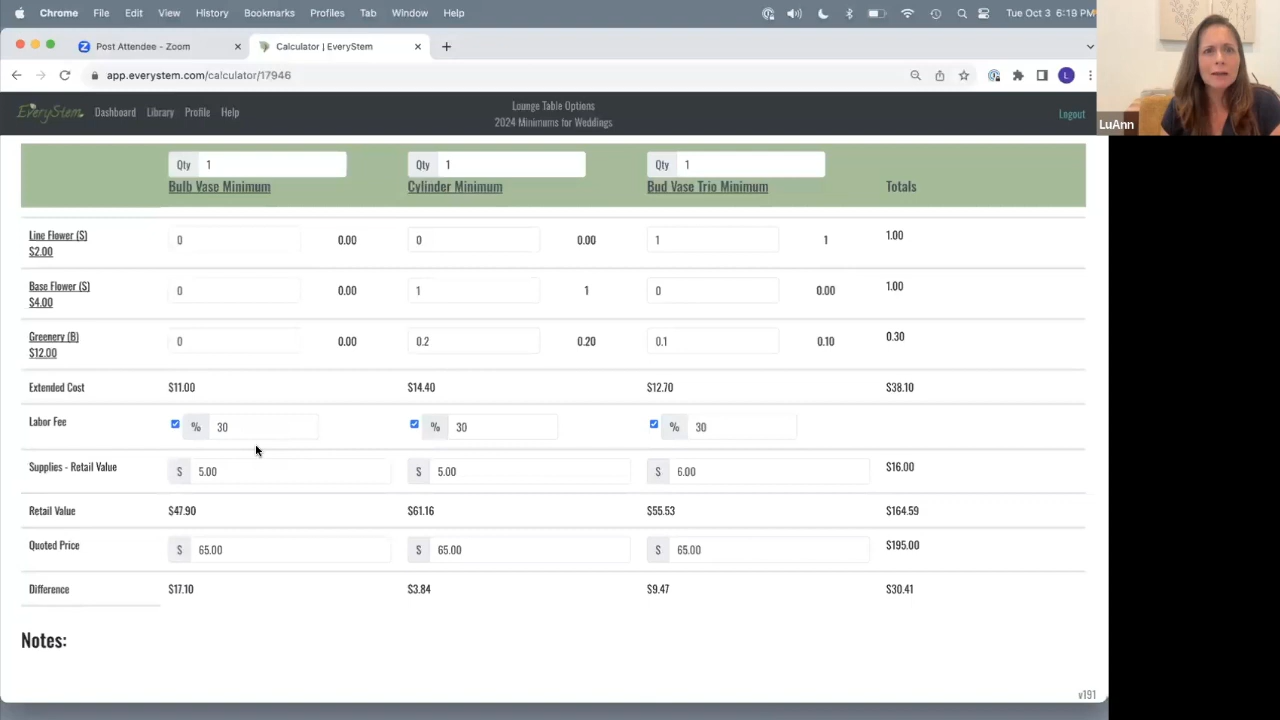 Chrome File Edit View History Bookmarks Profiles Tab Window Help Tue Oct 3 6:19 PM
Post Attendee - Zoom Calculator | EveryStem
app.everystem.com/calculator/17946 L
EveryStem Dashboard Library Profile Help Lounge Table Options Logout
2024 Minimums for Weddings
LuAnn
Qty 1 Qty 1 Qty 1
Bulb Vase Minimum Cylinder Minimum Bud Vase Trio Minimum Totals
Line Flower (S) 0 0.00 0 0.00 1 1 1.00
$2.00
Base Flower (S) 0 0.00 1 1 0 0.00 1.00
$4.00
Greenery (B) 0 0.00 0.2 0.20 0.1 0.10 0.30
$12.00
Extended Cost $11.00 $14.40 $12.70 $38.10
Labor Fee % 30 % 30 % 30
Supplies - Retail Value $ 5.00 $ 5.00 $ 6.00 $16.00
Retail Value $47.90 $61.16 $55.53 $164.59
Quoted Price $ 65.00 $ 65.00 $ 65.00 $195.00
Difference $17.10 $3.84 $9.47 $30.41
Notes:
v191